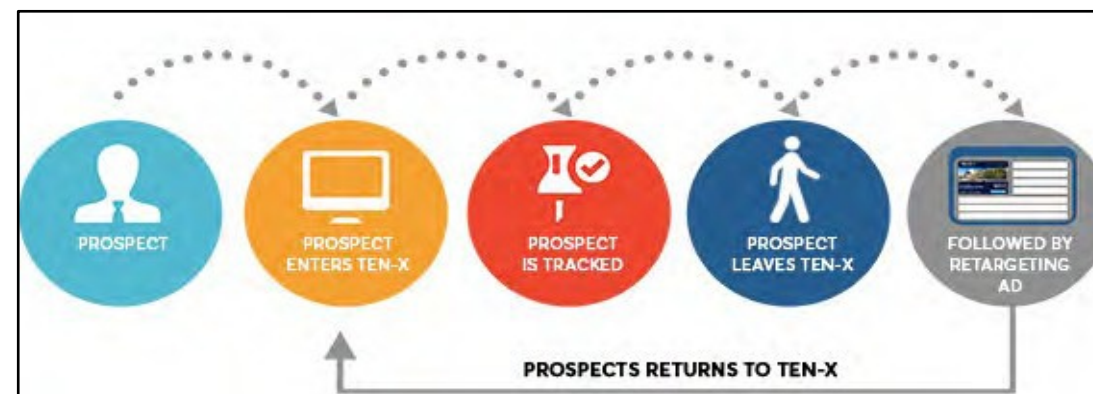 PROSPECT
PROSPECT
ENTERS TEN-X
PROSPECT
IS TRACKED
PROSPECT
LEAVES TEN-X
FOLLOWED BY
RETARGETING
AD
PROSPECTS RETURNS TO TEN-X